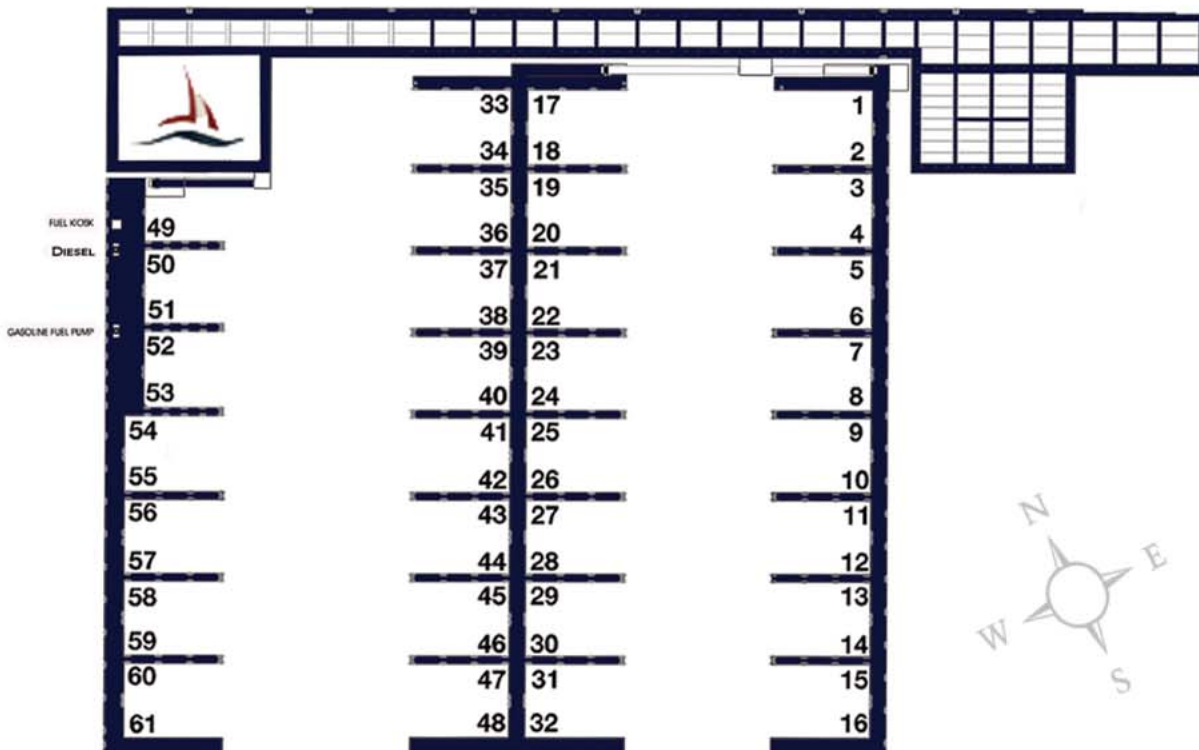 33 17 1
34 18 2
35 19 3
36 20 4
FUEL KIOSK 49
DIESEL
50 37 21 5
51 38 22 6
GASOLINE FUEL PUMP
52 39 23 7
53 40 24 8
54 41 25 9
55 42 26 10
56 43 27 11
57 44 28 12
58 45 29 13
59 46 30 14
60 47 31 15
61 48 32 16
N
E
W
S